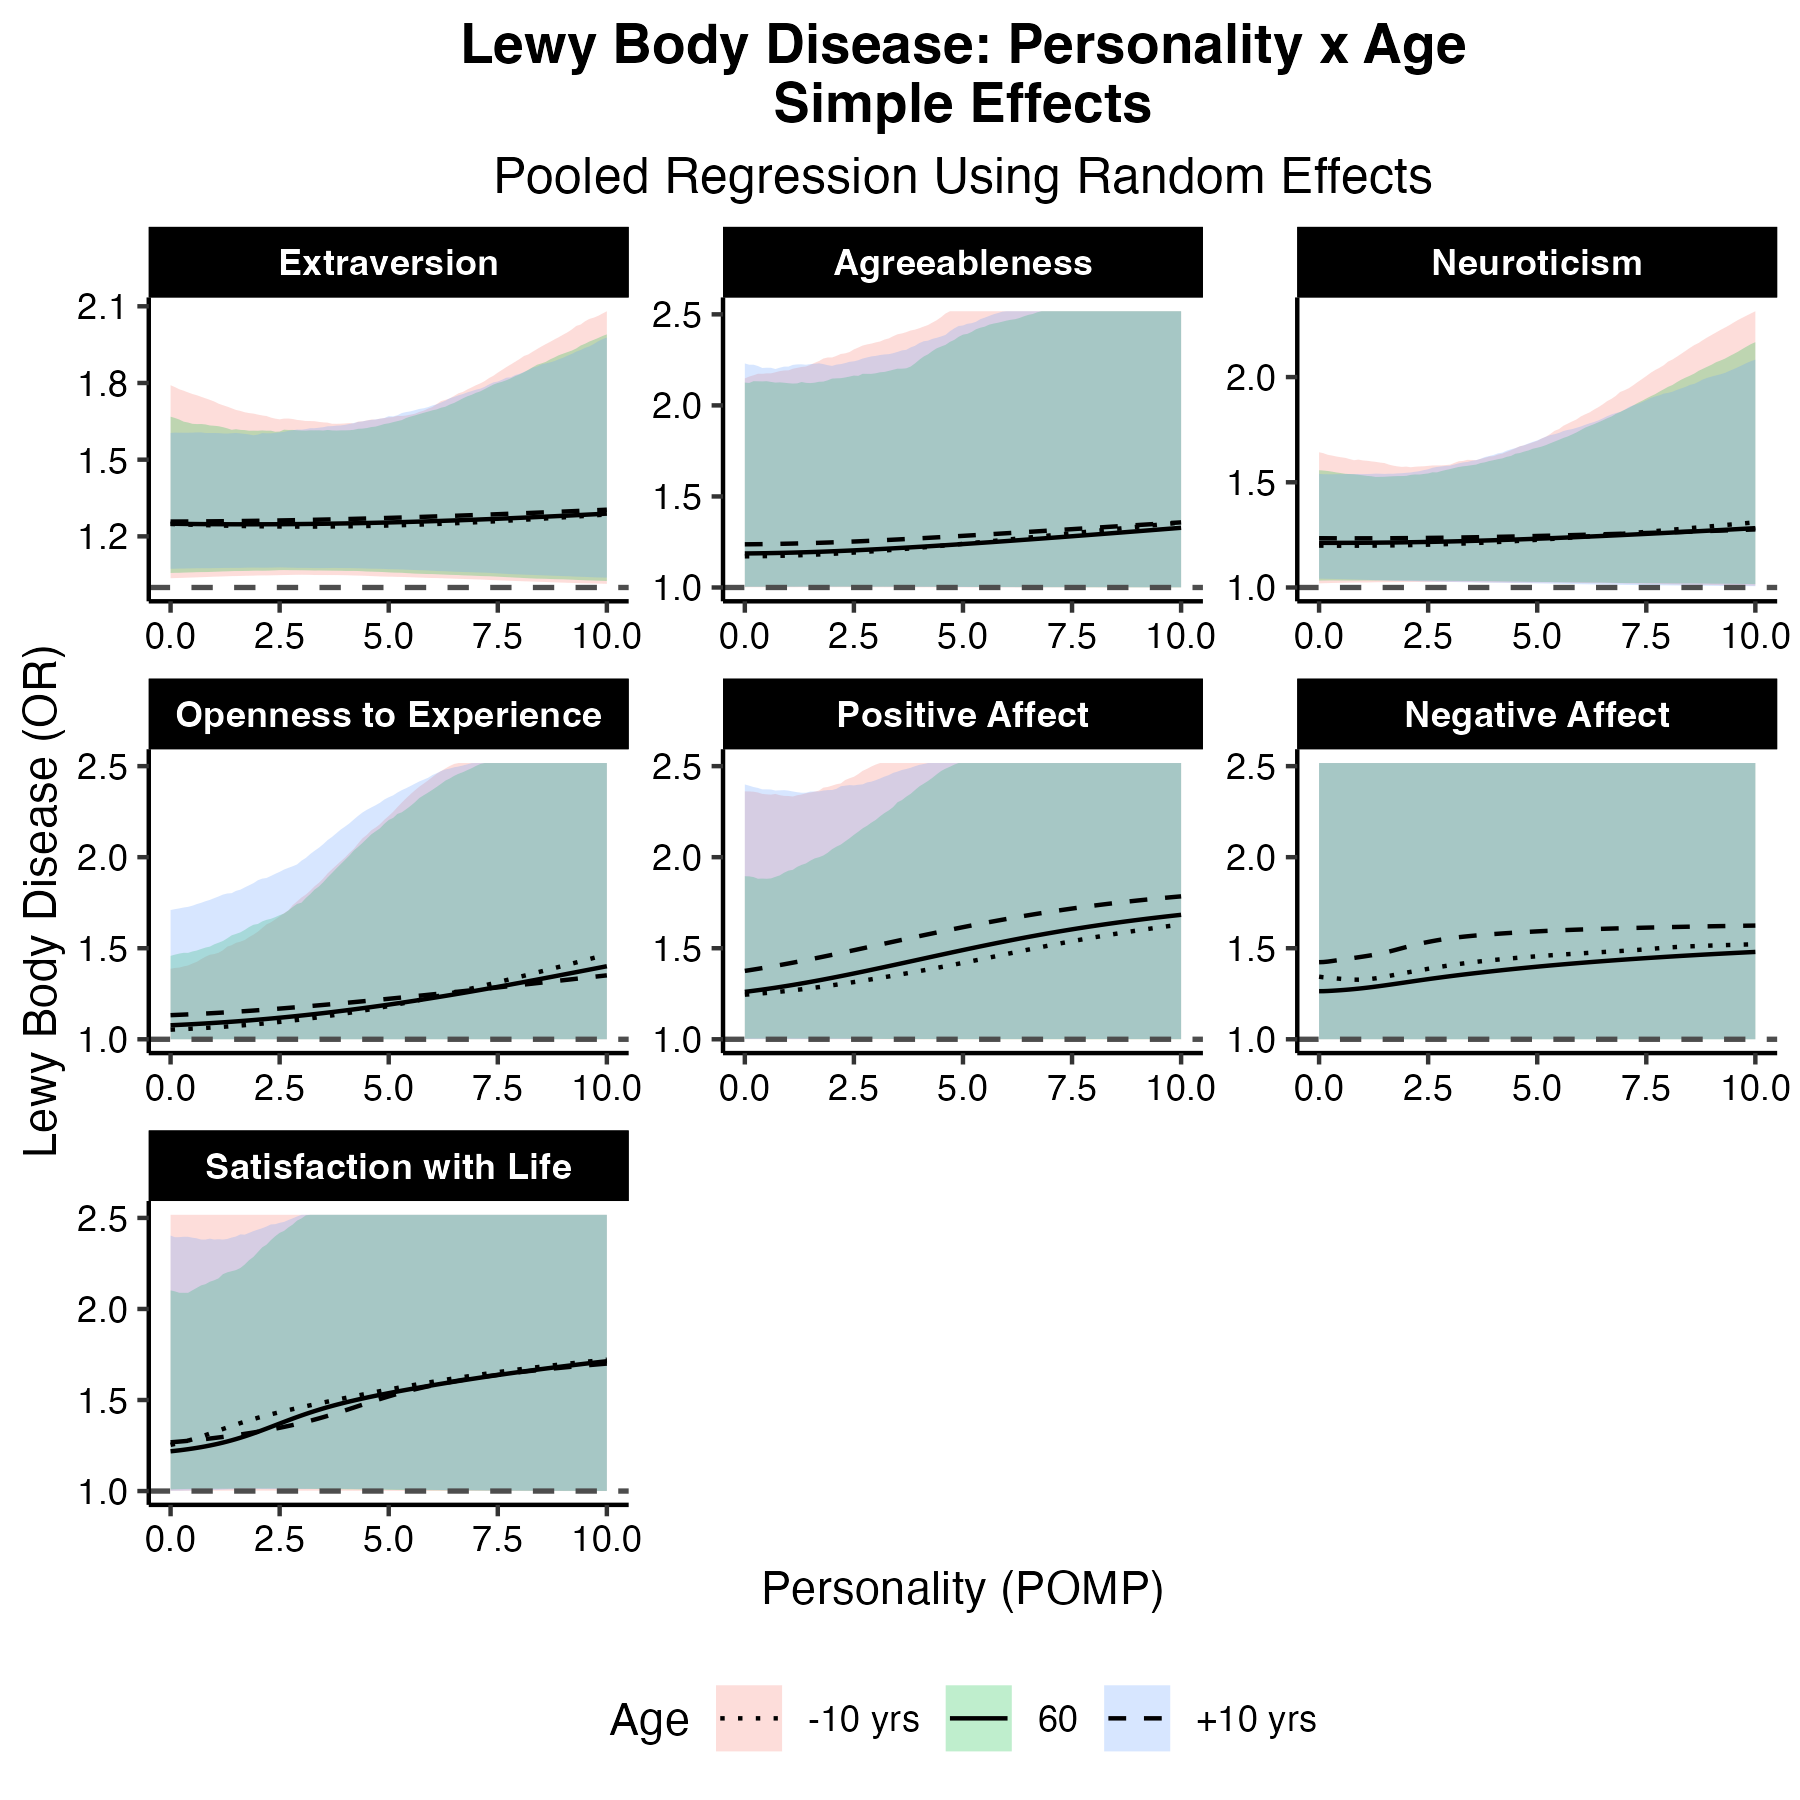 Lewy Body Disease: Personality x Age
Simple Effects
Pooled Regression Using Random Effects
Extraversion
Agreeableness
Neuroticism
2.1
1.8
1.5
1.2
0.0 2.5 5.0 7.5 10.0
2.5
2.0
1.5
1.0
0.0 2.5 5.0 7.5 10.0
2.0
1.5
1.0
0.0 2.5 5.0 7.5 10.0
Lewy Body Disease (OR)
Openness to Experience
Positive Affect
Negative Affect
2.5
2.0
1.5
1.0
0.0 2.5 5.0 7.5 10.0
2.5
2.0
1.5
1.0
0.0 2.5 5.0 7.5 10.0
2.5
2.0
1.5
1.0
0.0 2.5 5.0 7.5 10.0
Satisfaction with Life
2.5
2.0
1.5
1.0
0.0 2.5 5.0 7.5 10.0
Personality (POMP)
Age -10 yrs 60 +10 yrs